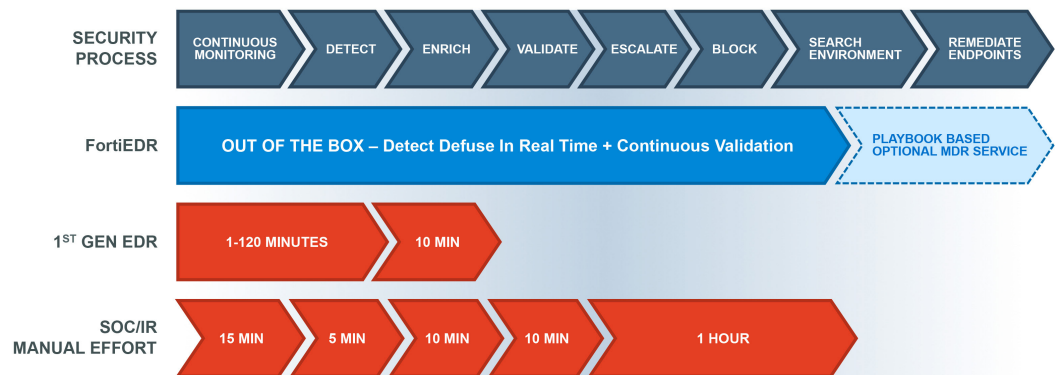 SECURITY
PROCESS
CONTINUOUS
MONITORING
DETECT
ENRICH
VALIDATE
ESCALATE
BLOCK
SEARCH
ENVIRONMENT
REMEDIATE
ENDPOINTS
FortiEDR
OUT OF THE BOX – Detect Defuse In Real Time + Continuous Validation
PLAYBOOK BASED
OPTIONAL MDR SERVICE
1ST GEN EDR
1-120 MINUTES
10 MIN
SOC/IR
MANUAL EFFORT
15 MIN
5 MIN
10 MIN
10 MIN
1 HOUR